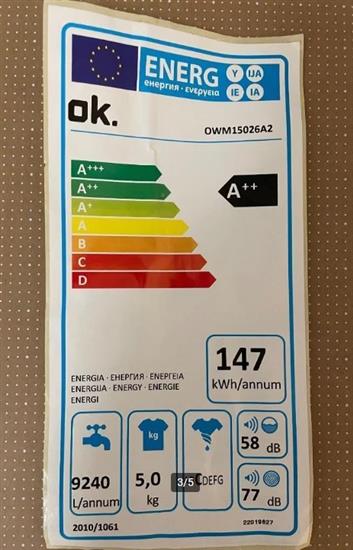 ENERG Y IJA
енергия · ενεργεια IE IA
ok.
OWM15026A2
A+++
A++
A++
A+
A
B
C
D
147
kWh/annum
ENERGIA · ЕНЕРГИЯ · ΕΝΕΡΓΕΙΑ
ENERGIJA · ENERGY · ENERGIE
ENERGI
kg
58 dB
9240
L/annum
5,0
kg
3/5
CDEFG
77 dB
2010/1061
22019827